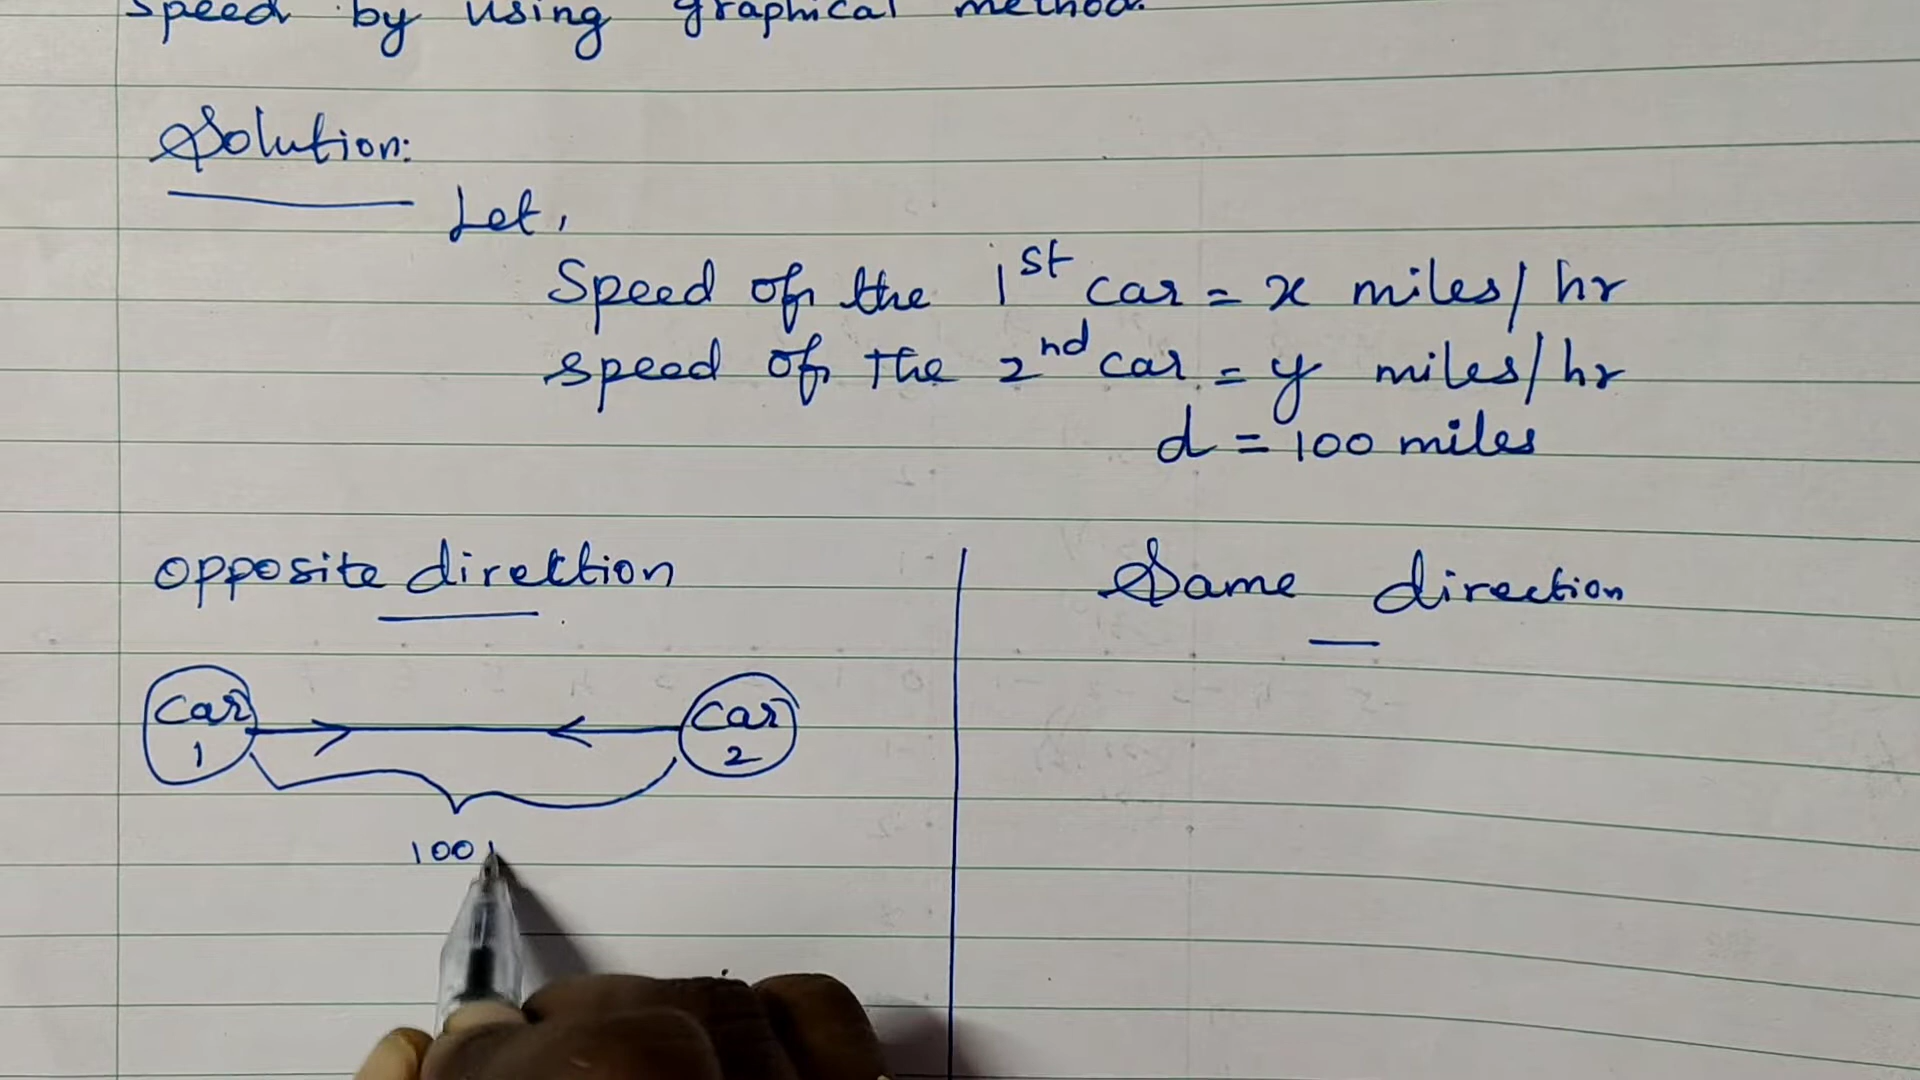 speed by using graphical method.
Solution:
Let,
Speed of the 1st car = x miles/hr
speed of the 2nd car = y miles/hr
d = 100 miles
opposite direction
Same direction
car 1
car 2
100